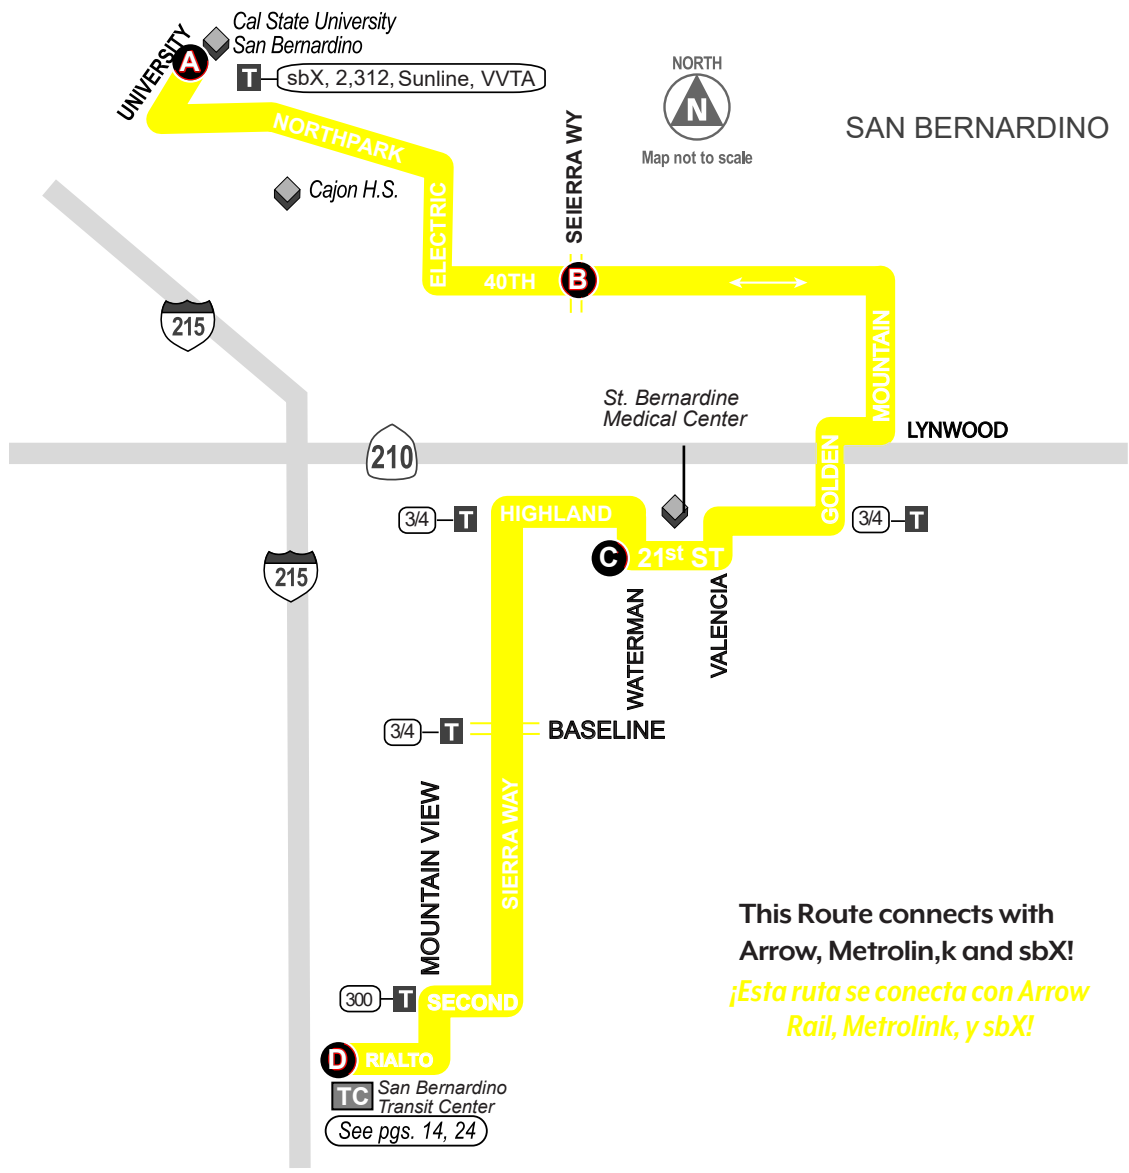 Cal State University
San Bernardino
UNIVERSITY
A
T
sbX, 2,312, Sunline, VVTA
NORTH
N
Map not to scale
SAN BERNARDINO
NORTHPARK
SEIERRA WY
Cajon H.S.
ELECTRIC
40TH
B
215
MOUNTAIN
St. Bernardine
Medical Center
LYNWOOD
210
GOLDEN
3/4
T
HIGHLAND
3/4
T
C
21st ST
215
WATERMAN
VALENCIA
3/4
T
BASELINE
MOUNTAIN VIEW
SIERRA WAY
This Route connects with
Arrow, Metrolin,k and sbX!
¡Esta ruta se conecta con Arrow
Rail, Metrolink, y sbX!
300
T
SECOND
D
RIALTO
TC
San Bernardino
Transit Center
See pgs. 14, 24